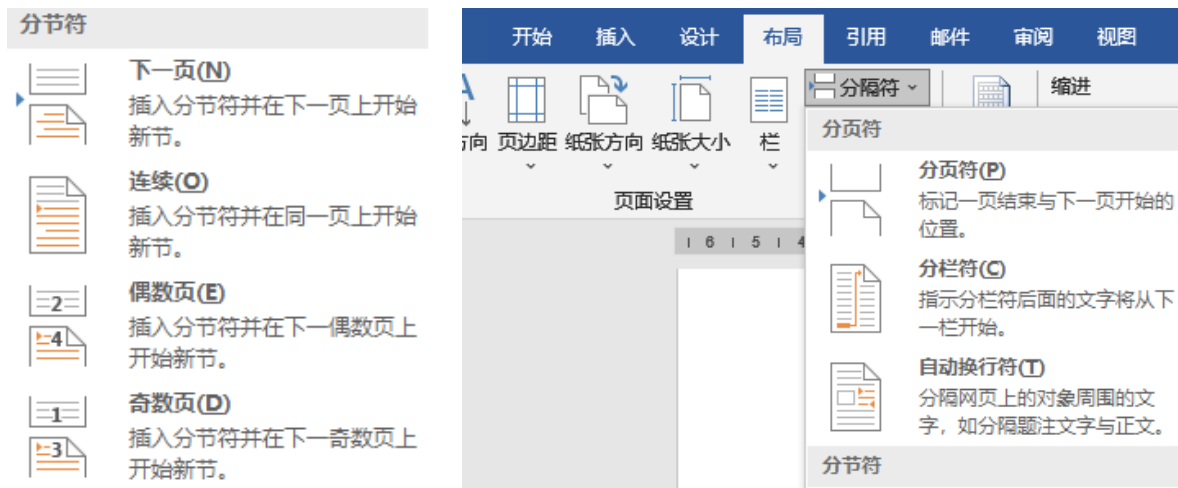 分节符
下一页(N)
插入分节符并在下一页上开始
新节。
连续(O)
插入分节符并在同一页上开始
新节。
2
4
偶数页(E)
插入分节符并在下一偶数页上
开始新节。
1
3
奇数页(D)
插入分节符并在下一奇数页上
开始新节。
开始 插入 设计 布局 引用 邮件 审阅 视图
A
方向 页边距 纸张方向 纸张大小 栏
分隔符
缩进
页面设置
6 5 4
分页符
分页符(P)
标记一页结束与下一页开始的
位置。
分栏符(C)
指示分栏符后面的文字将从下
一栏开始。
自动换行符(T)
分隔网页上的对象周围的文
字，如分隔题注文字与正文。
分节符